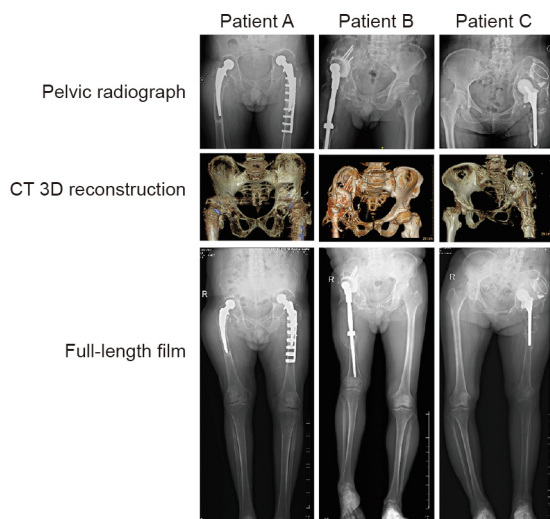 Patient A
Patient B
Patient C
Pelvic radiograph
CT 3D reconstruction
Full-length film
R
R
R